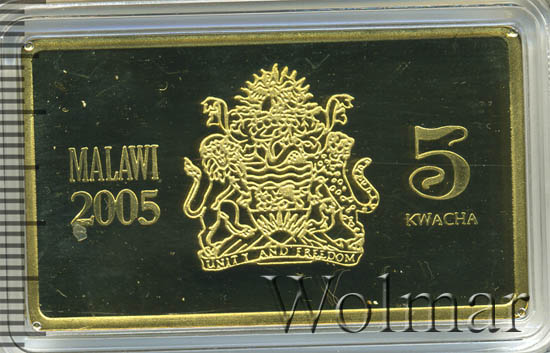 MALAWI
2005
5
KWACHA
UNITY AND FREEDOM
Wolmar